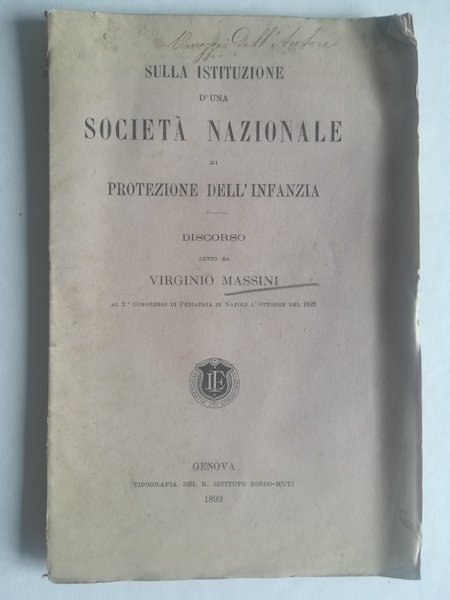 Omaggio Dell'Autore
SULLA ISTITUZIONE
D'UNA
SOCIETÀ NAZIONALE
DI
PROTEZIONE DELL'INFANZIA
DISCORSO
LETTO DA
VIRGINIO MASSINI
AL 2° CONGRESSO DI PEDIATRIA IN NAPOLI L'OTTOBRE DEL 1892
GENOVA
TIPOGRAFIA DEL R. ISTITUTO SORDO-MUTI
1893